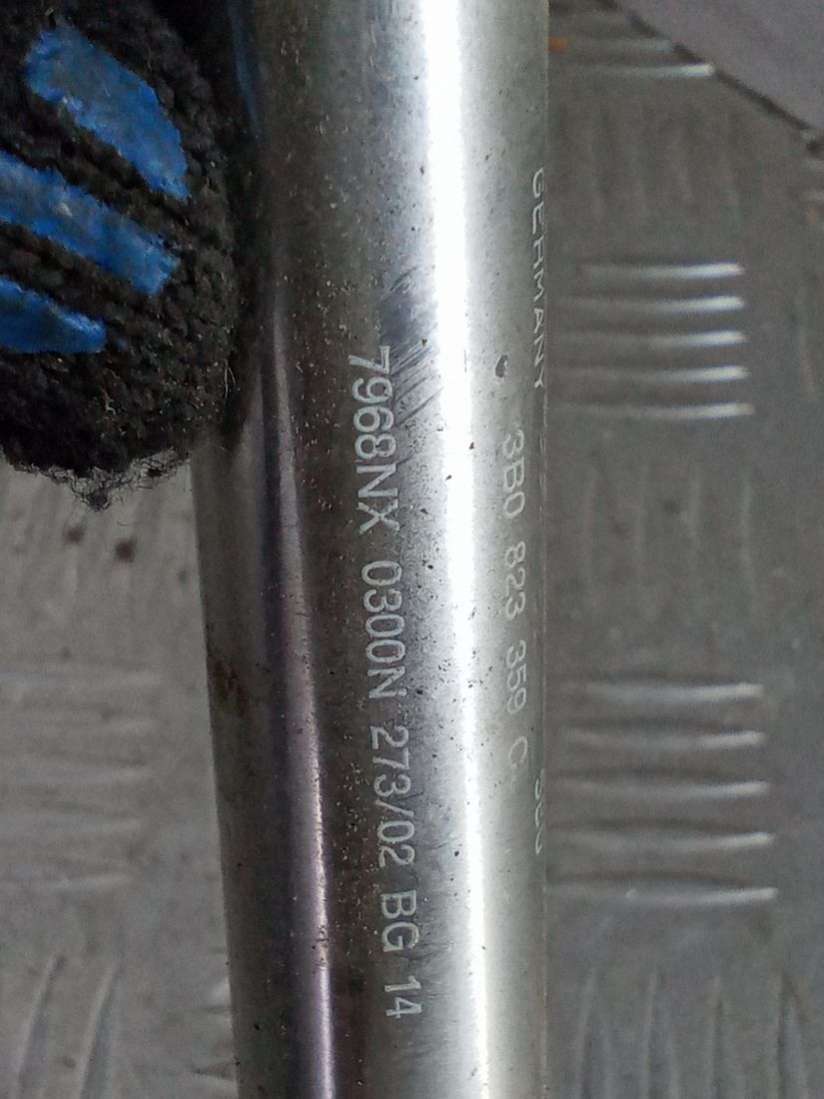 GERMANY
3B0 823 359 C
7968NX 0300N 273/02 BG 14